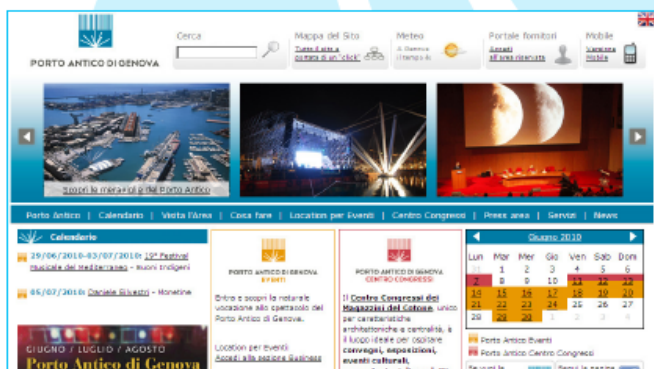 Cerca
Mappa del Sito
Meteo
Portale fornitori
Mobile
Tutto il sito a
portata di un "click"
A Genova
il tempo è:
Accedi
all'area riservata
Versione
Mobile
PORTO ANTICO DI GENOVA
Scopri le meraviglie del Porto Antico
Porto Antico | Calendario | Visita l'Area | Cosa fare | Location per Eventi | Centro Congressi | Press area | Servizi | News
Calendario
29/06/2010-03/07/2010: 19° Festival
Musicale del Mediterraneo - Suoni Indigeni
05/07/2010: Daniele Silvestri - Monetine
GIUGNO / LUGLIO / AGOSTO
Porto Antico di Genova
PORTO ANTICO DI GENOVA
EVENTI
Entra e scopri la naturale
vocazione allo spettacolo del
Porto Antico di Genova.
Location per Eventi
Accedi alla sezione Business
PORTO ANTICO DI GENOVA
CENTRO CONGRESSI
Il Centro Congressi dei
Magazzini del Cotone, unico
per caratteristiche
architettoniche e centralità, è
il luogo ideale per ospitare
convegni, esposizioni,
eventi culturali,
Giugno 2010
Lun Mar Mer Gio Ven Sab Dom
31 1 2 3 4 5 6
7 8 9 10 11 12 13
14 15 16 17 18 19 20
21 22 23 24 25 26 27
28 29 30 1 2 3 4
Porto Antico Eventi
Porto Antico Centro Congressi
Se vuoi le
Segui le pagine